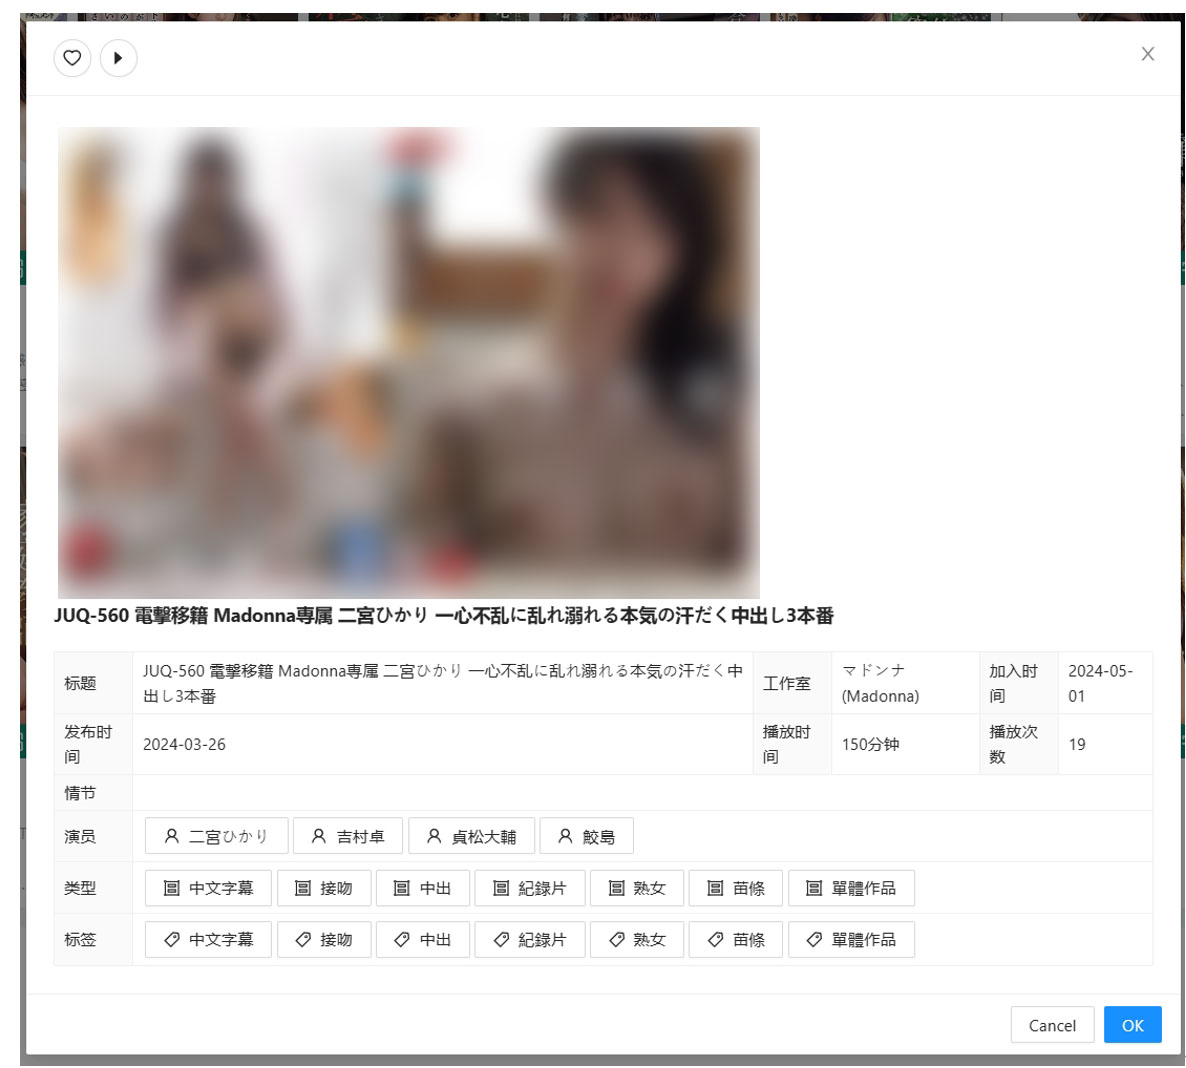 JUQ-560 電撃移籍 Madonna専属 二宮ひかり 一心不乱に乱れ溺れる本気の汗だく中出し3本番
标题
JUQ-560 電撃移籍 Madonna専属 二宮ひかり 一心不乱に乱れ溺れる本気の汗だく中
出し3本番
工作室
マドンナ
(Madonna)
加入时
间
2024-05-
01
发布时
间
2024-03-26
播放时
间
150分钟
播放次
数
19
情节
演员 二宮ひかり 吉村卓 貞松大輔 鮫島
类型 中文字幕 接吻 中出 紀錄片 熟女 苗條 單體作品
标签 中文字幕 接吻 中出 紀錄片 熟女 苗條 單體作品
Cancel OK